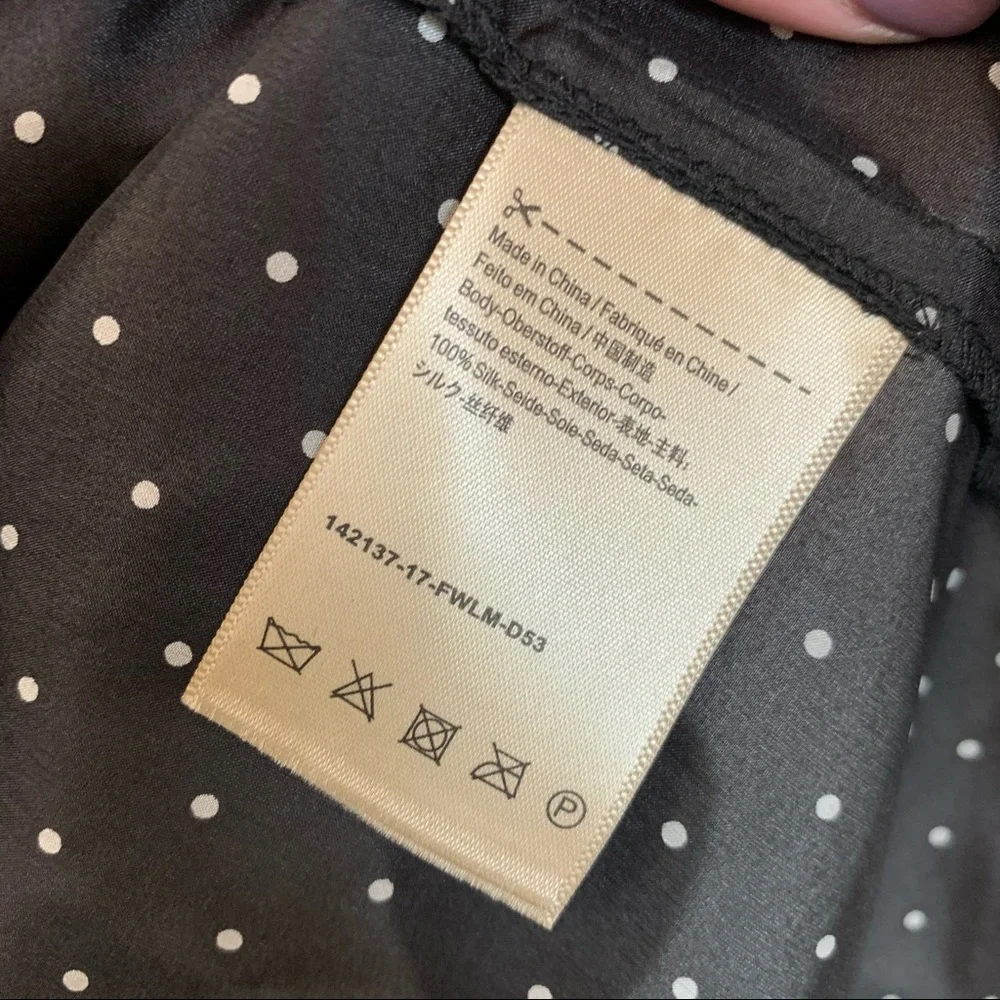 Made in China / Fabriqué en Chine /
Feito em China / 中国制造
Body-Oberstoff-Corps-Corpo-
tessuto esterno-Exterior-表地-主料;
100% Silk-Seide-Soie-Seda-Seta-Seda-
シルク-丝纤维
142137-17-FWLM-D53
P